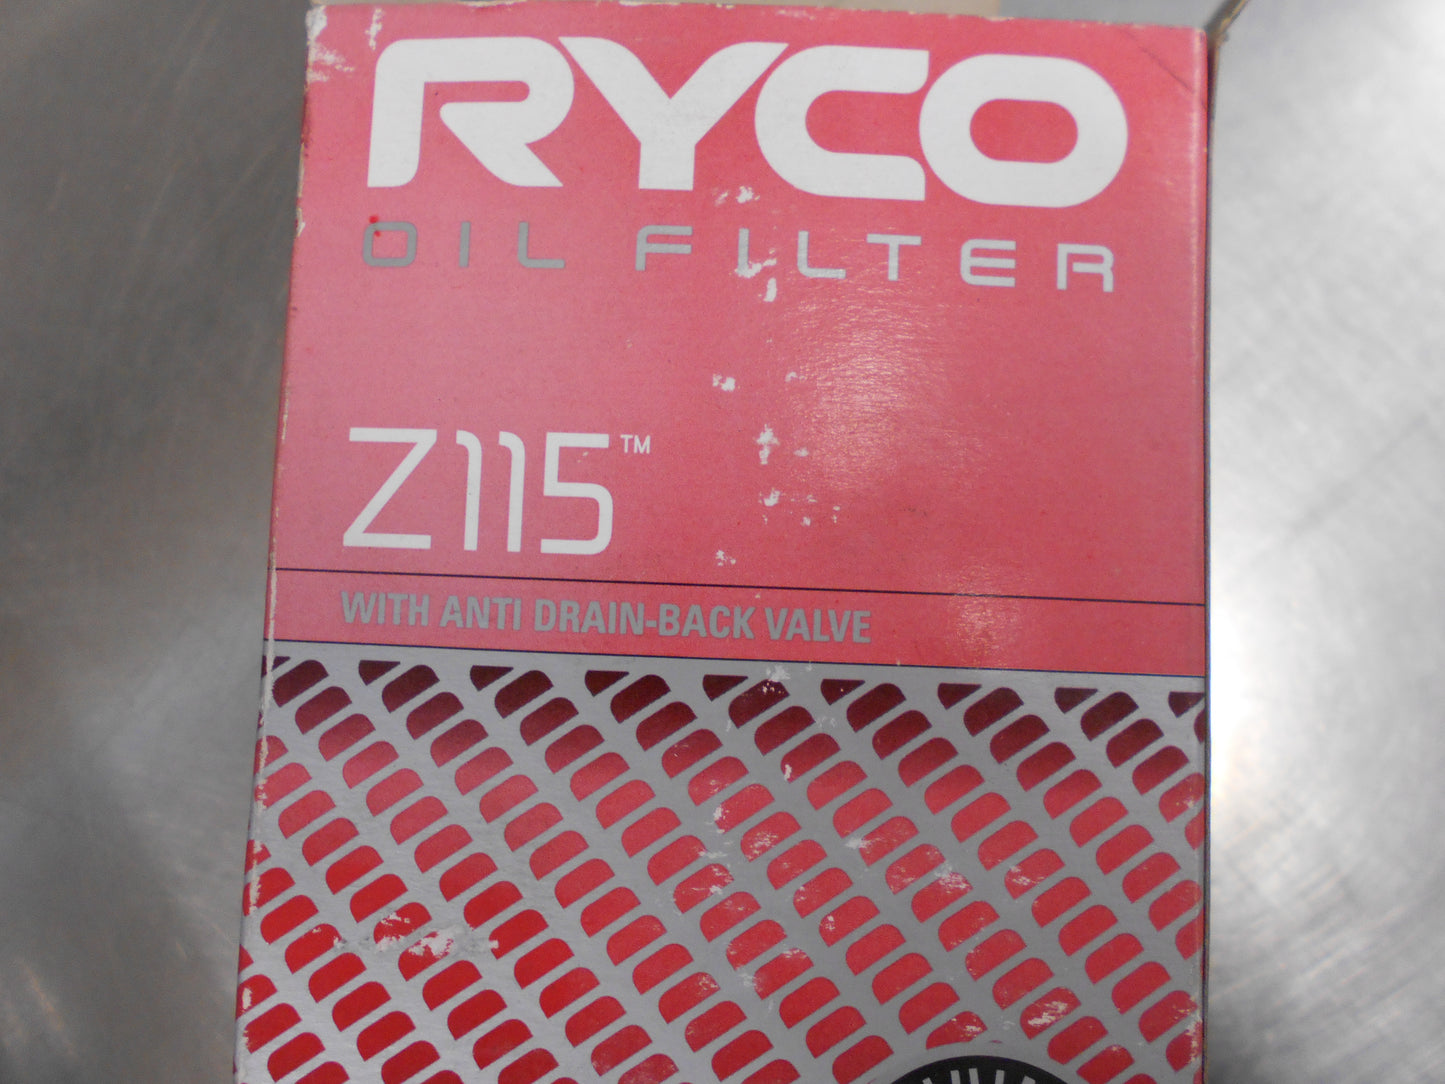 RYCO
OIL FILTER
Z115™
WITH ANTI DRAIN-BACK VALVE